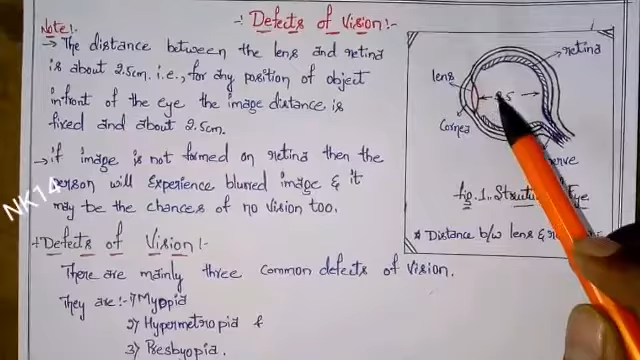 -: Defects of Vision:-
Note:-
→ The distance between the lens and retina
is about 2.5cm. i.e., for any position of object
infront of the eye the image distance is
fixed and about 2.5cm.
→ if image is not formed on retina then the
person will Experience blurred image & it
may be the chances of no vision too.
NK14
÷ Defects of Vision :-
There are mainly three common defects of vision.
They are :- 1) Myopia
2) Hypermetropia &
3) Presbyopia.
retina
lens
Cornea
fig.1. Eye
* Distance b/w lens &